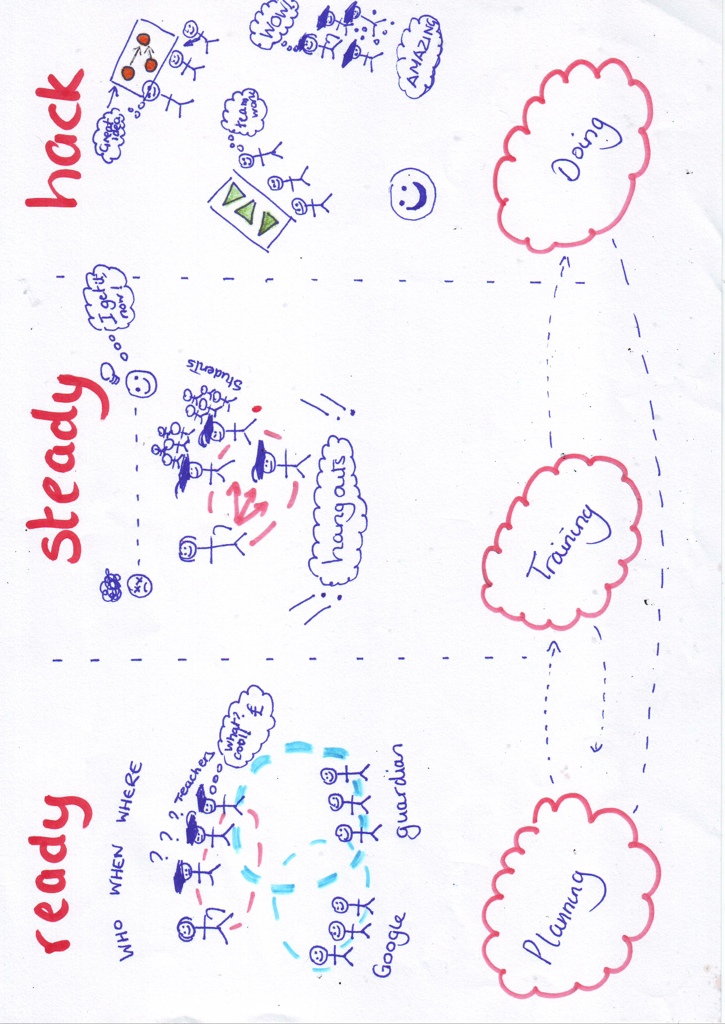 ready
WHO WHEN WHERE
? ? ?
Teachers
What?
cool!
£
Google
guardian
Planning
steady
I get it,
now!
Students
hangouts
Training
hack
Great
idea
WOW!
AMAZING
team
work
Doing